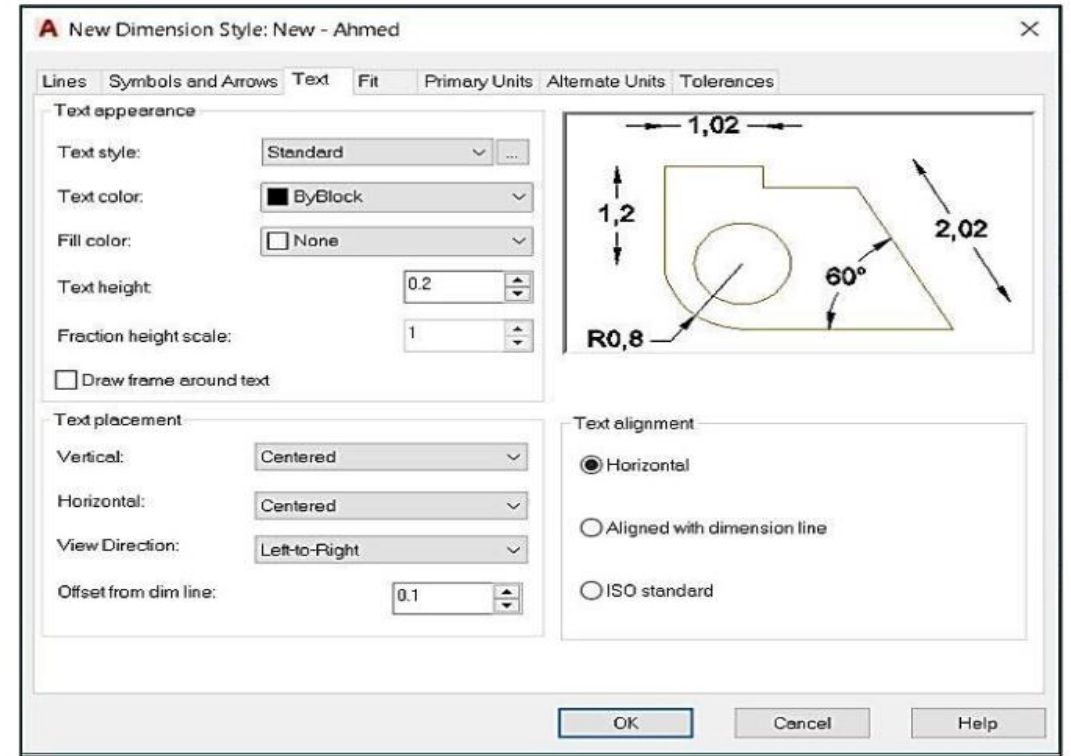 A New Dimension Style: New - Ahmed
Lines Symbols and Arrows Text Fit Primary Units Alternate Units Tolerances
Text appearance
Text style: Standard ...
Text color: ByBlock
Fill color: None
Text height 0.2
Fraction height scale: 1
Draw frame around text
1,02
1,2
2,02
60°
R0,8
Text placement
Vertical: Centered
Horizontal: Centered
View Direction: Left-to-Right
Offset from dim line: 0.1
Text alignment
Horizontal
Aligned with dimension line
ISO standard
OK Cancel Help